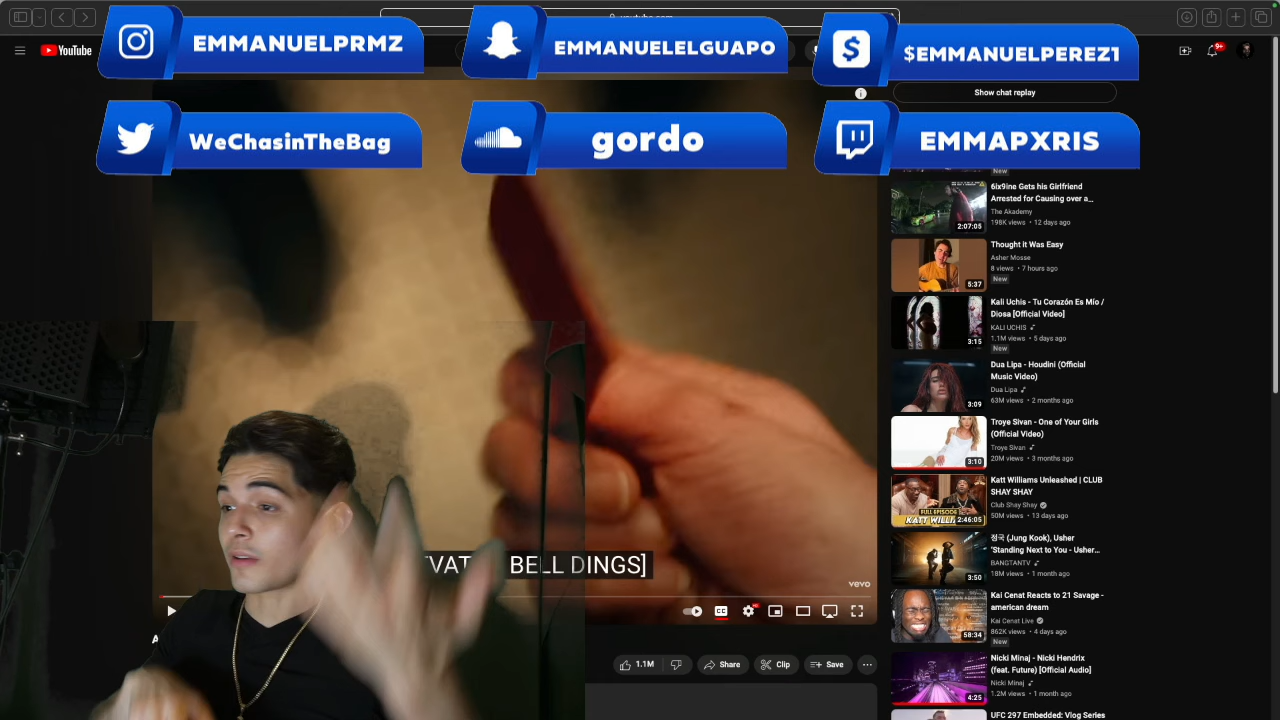 EMMANUELPRMZ
EMMANUELELGUAPO
$EMMANUELPEREZ1
WeChasinTheBag
gordo
EMMAPXRIS
YouTube
9+
Show chat replay
New
6ix9ine Gets his Girlfriend
Arrested for Causing over a...
The Akademy
198K views • 12 days ago
2:07:05
Thought it Was Easy
Asher Mosse
8 views • 7 hours ago
New
5:37
Kali Uchis - Tu Corazón Es Mío /
Diosa [Official Video]
KALI UCHIS
1.1M views • 5 days ago
New
3:15
Dua Lipa - Houdini (Official
Music Video)
Dua Lipa
63M views • 2 months ago
3:09
Troye Sivan - One of Your Girls
(Official Video)
Troye Sivan
20M views • 3 months ago
3:10
Katt Williams Unleashed | CLUB
SHAY SHAY
Club Shay Shay
50M views • 13 days ago
FULL EPISODE
2:46:05
정국 (Jung Kook), Usher
'Standing Next to You - Usher...
BANGTANTV
18M views • 1 month ago
3:50
Kai Cenat Reacts to 21 Savage -
american dream
Kai Cenat Live
862K views • 4 days ago
New
58:34
Nicki Minaj - Nicki Hendrix
(feat. Future) [Official Audio]
Nicki Minaj
1.2M views • 1 month ago
4:25
UFC 297 Embedded: Vlog Series
BELL DINGS]
vevo
CC
1.1M
Share
Clip
Save